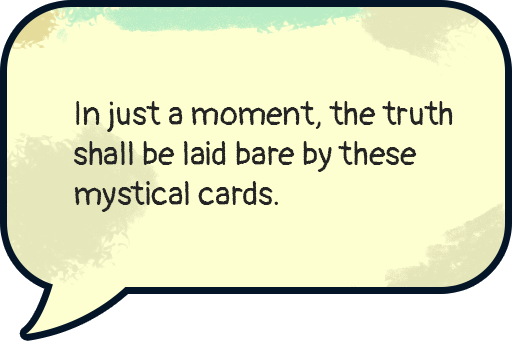 In just a moment, the truth
shall be laid bare by these
mystical cards.